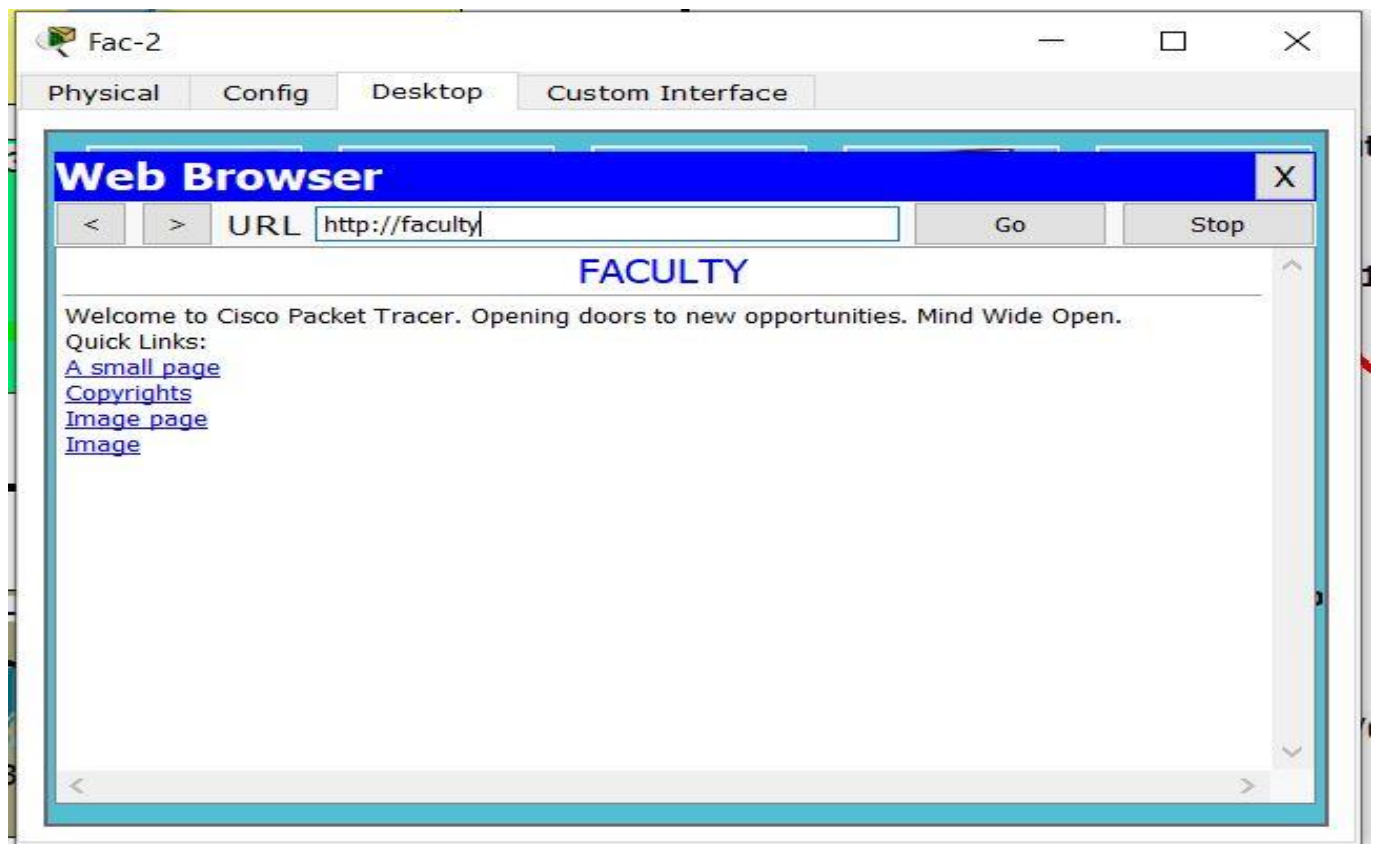 Fac-2
Physical Config Desktop Custom Interface
Web Browser X
< > URL http://faculty Go Stop
FACULTY
Welcome to Cisco Packet Tracer. Opening doors to new opportunities. Mind Wide Open.
Quick Links:
A small page
Copyrights
Image page
Image